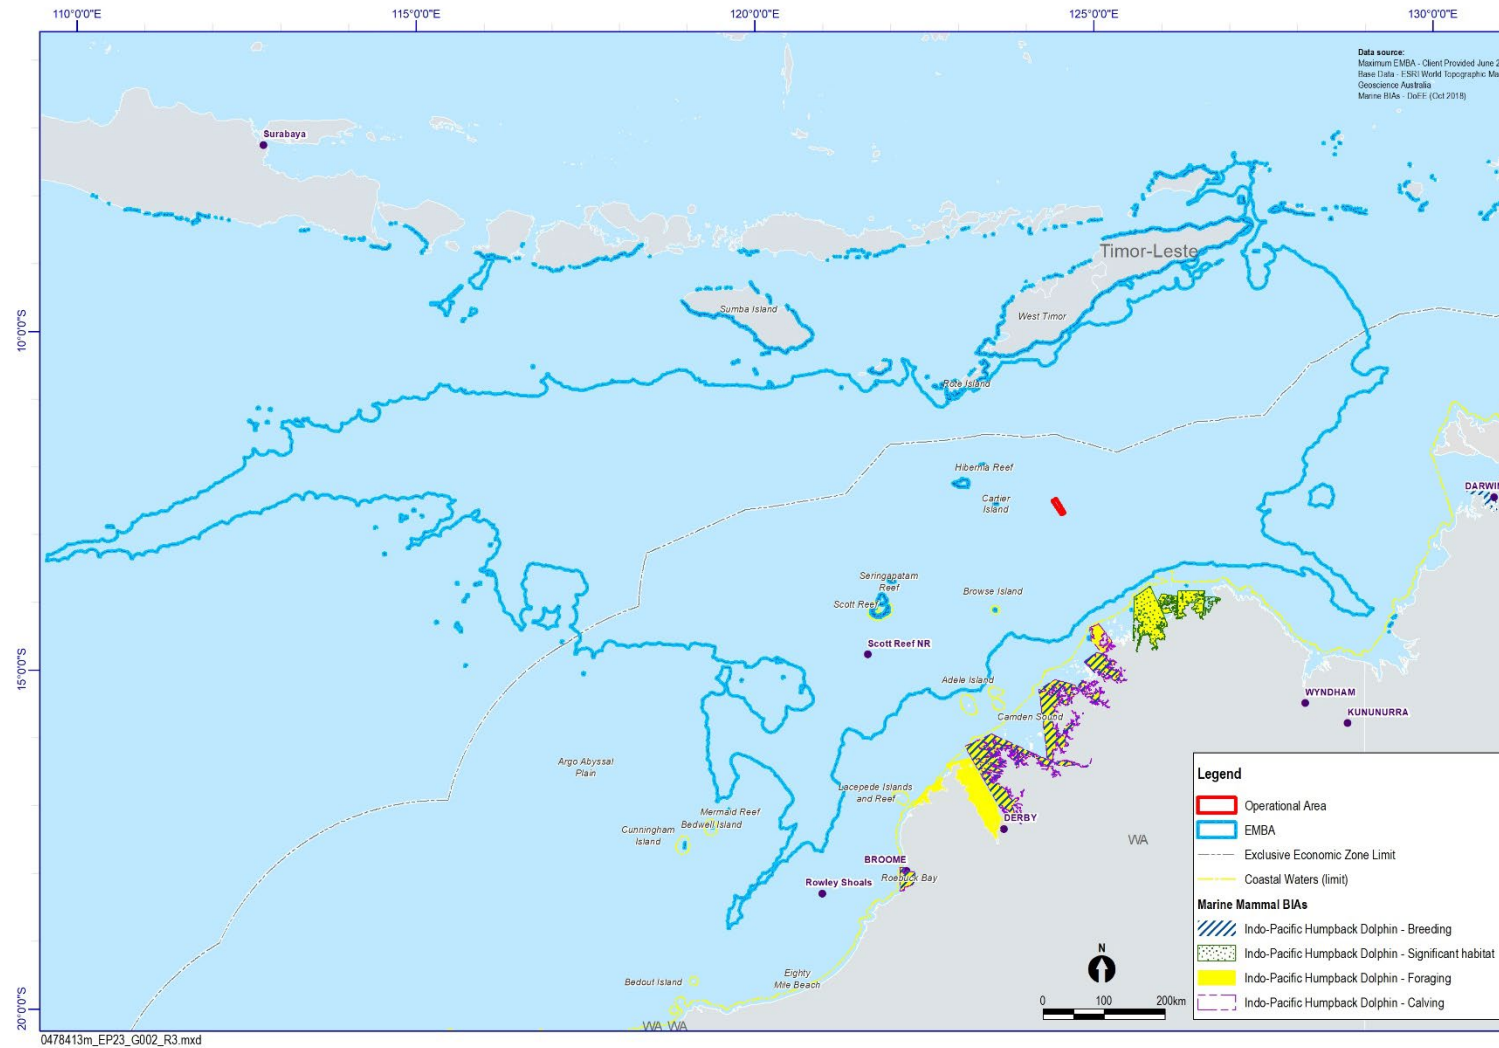 110°0'0"E 115°0'0"E 120°0'0"E 125°0'0"E 130°0'0"E
Data source:
Maximum EMBA - Client Provided June 2
Base Data - ESRI World Topographic Ma
Geoscience Australia
Marine BIAs - DoEE (Oct 2018)
Surabaya
Timor-Leste
Sumba Island
West Timor
10°0'0"S
Rote Island
Hibernia Reef
Cartier
Island
DARWIN
Seringapatam
Reef
Scott Reef
Browse Island
Scott Reef NR
15°0'0"S
Adele Island
WYNDHAM
Camden Sound
KUNUNURRA
Argo Abyssal
Plain
Lacepede Islands
and Reef
Mermaid Reef
Bedwell Island
Cunningham
Island
DERBY
WA
BROOME
Roebuck Bay
Rowley Shoals
Eighty
Mile Beach
Bedout Island
20°0'0"S
WA WA
Legend
Operational Area
EMBA
Exclusive Economic Zone Limit
Coastal Waters (limit)
Marine Mammal BIAs
Indo-Pacific Humpback Dolphin - Breeding
Indo-Pacific Humpback Dolphin - Significant habitat
Indo-Pacific Humpback Dolphin - Foraging
Indo-Pacific Humpback Dolphin - Calving
N
0 100 200km
0478413m_EP23_G002_R3.mxd